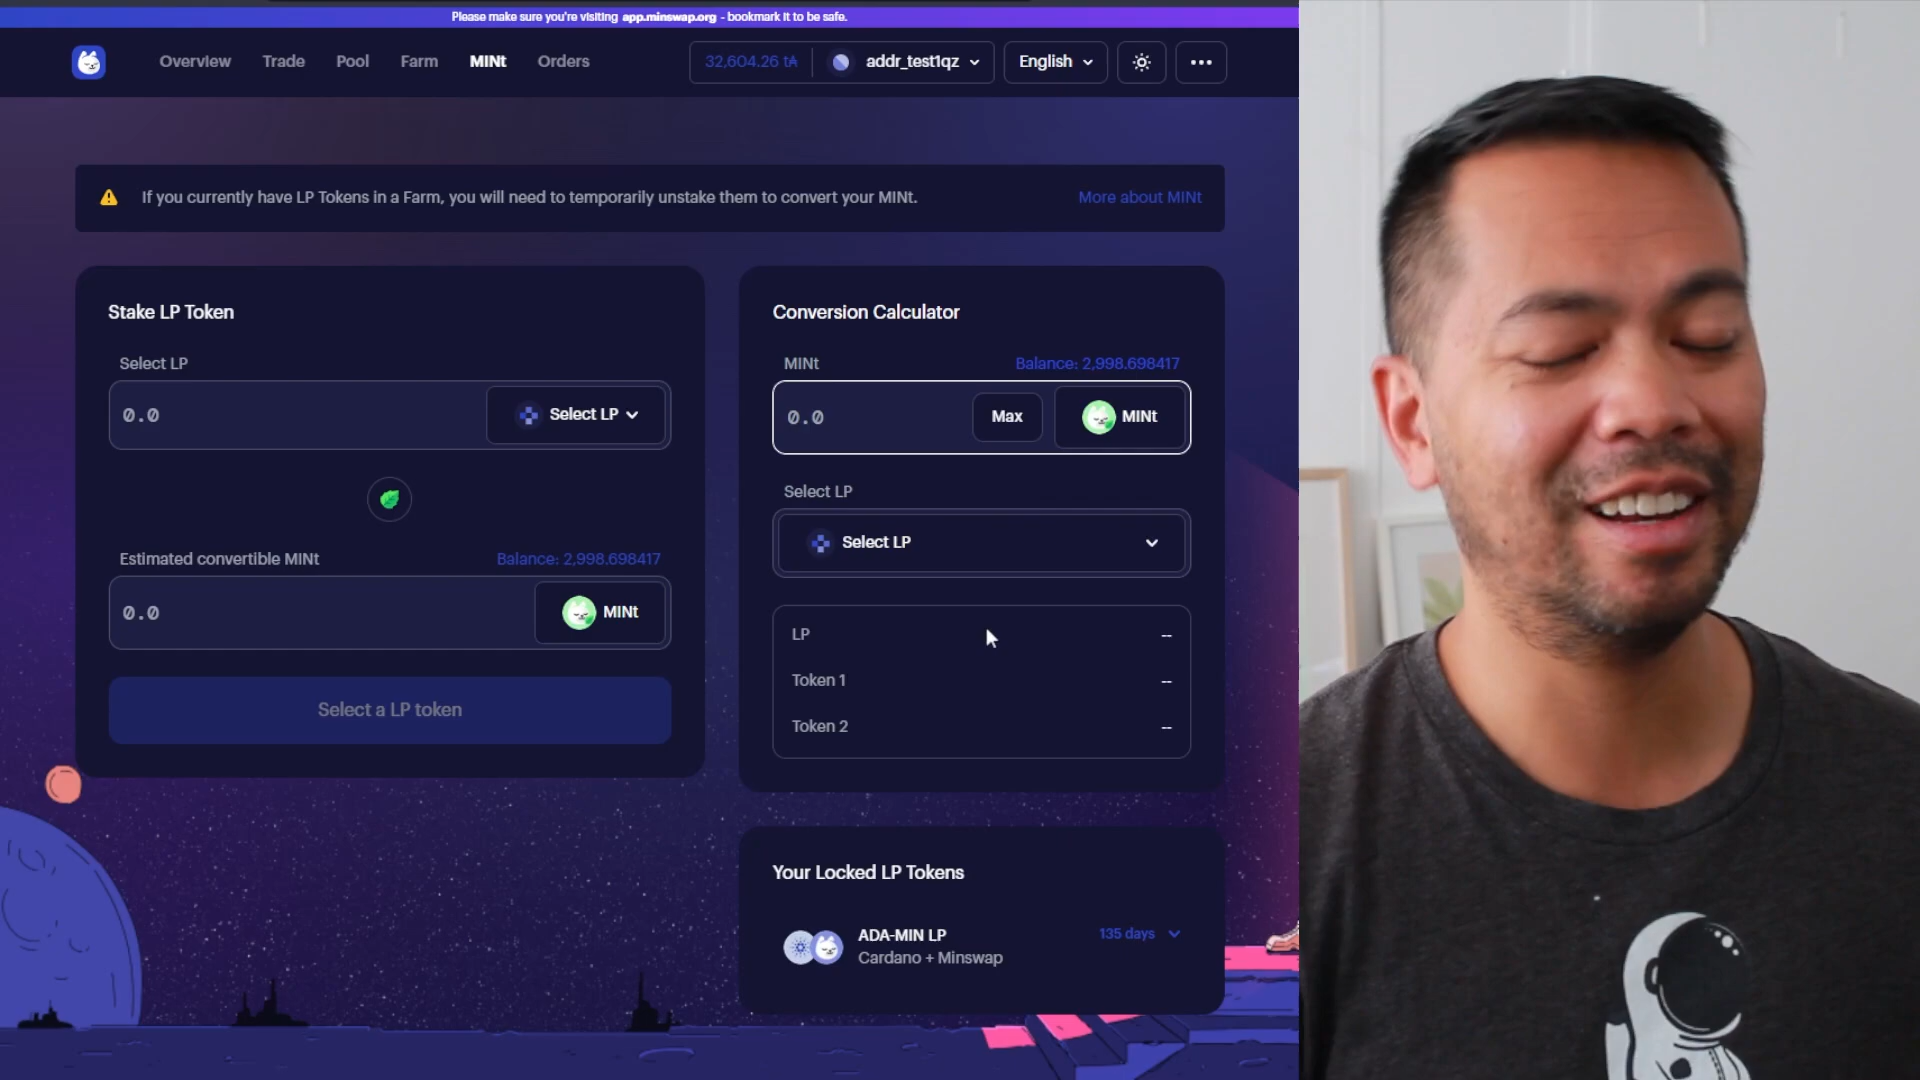 Please make sure you're visiting app.minswap.org - bookmark it to be safe.
Overview Trade Pool Farm MINt Orders 32,604.26 t₳ addr_test1qz English
If you currently have LP Tokens in a Farm, you will need to temporarily unstake them to convert your MINt. More about MINt
Stake LP Token
Select LP
0.0 Select LP
Estimated convertible MINt Balance: 2,998.698417
0.0 MINt
Select a LP token
Conversion Calculator
MINt Balance: 2,998.698417
0.0 Max MINt
Select LP
Select LP
LP --
Token 1 --
Token 2 --
Your Locked LP Tokens
ADA-MIN LP 135 days
Cardano + Minswap